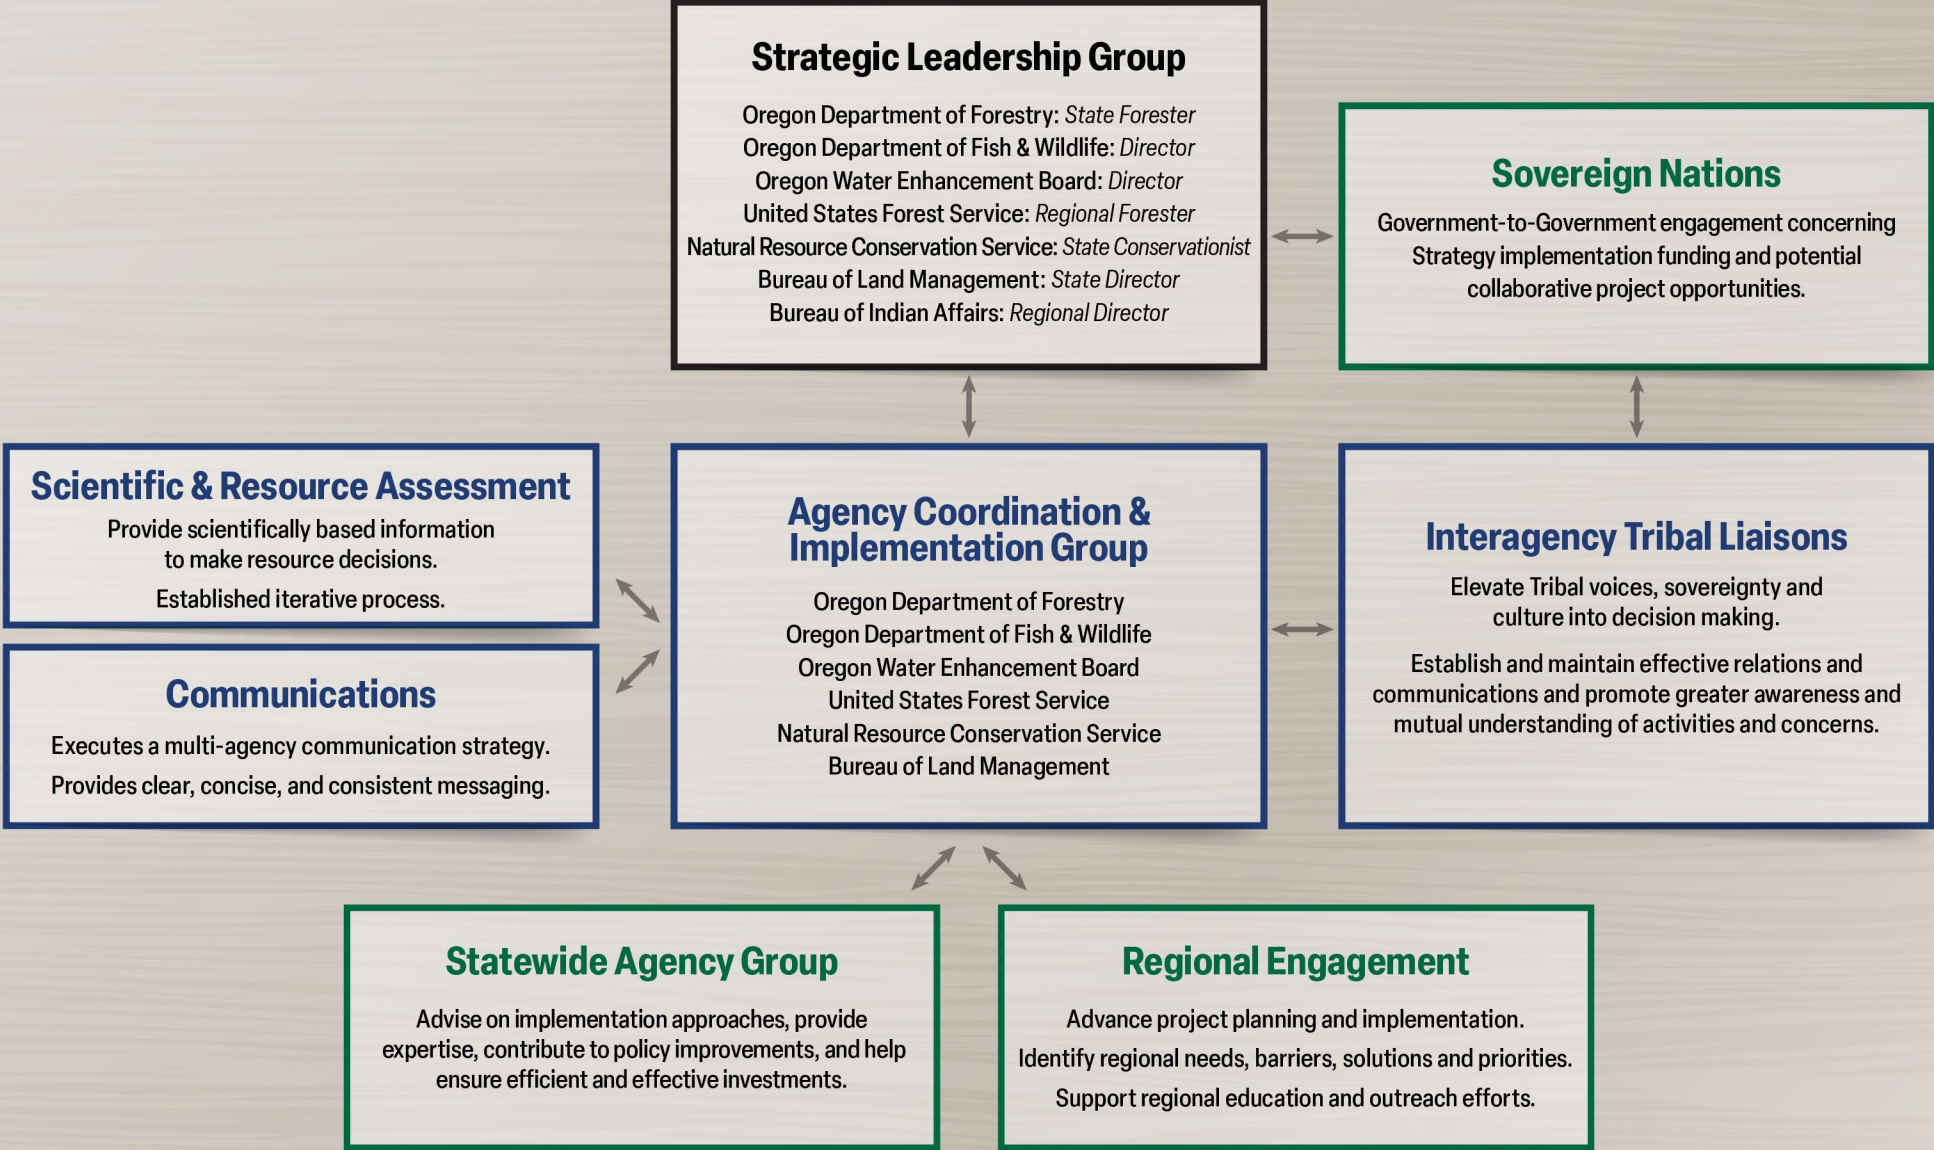 Strategic Leadership Group
Oregon Department of Forestry: State Forester
Oregon Department of Fish & Wildlife: Director
Oregon Water Enhancement Board: Director
United States Forest Service: Regional Forester
Natural Resource Conservation Service: State Conservationist
Bureau of Land Management: State Director
Bureau of Indian Affairs: Regional Director
Sovereign Nations
Government-to-Government engagement concerning
Strategy implementation funding and potential
collaborative project opportunities.
Scientific & Resource Assessment
Provide scientifically based information
to make resource decisions.
Established iterative process.
Communications
Executes a multi-agency communication strategy.
Provides clear, concise, and consistent messaging.
Agency Coordination &
Implementation Group
Oregon Department of Forestry
Oregon Department of Fish & Wildlife
Oregon Water Enhancement Board
United States Forest Service
Natural Resource Conservation Service
Bureau of Land Management
Interagency Tribal Liaisons
Elevate Tribal voices, sovereignty and
culture into decision making.
Establish and maintain effective relations and
communications and promote greater awareness and
mutual understanding of activities and concerns.
Statewide Agency Group
Advise on implementation approaches, provide
expertise, contribute to policy improvements, and help
ensure efficient and effective investments.
Regional Engagement
Advance project planning and implementation.
Identify regional needs, barriers, solutions and priorities.
Support regional education and outreach efforts.